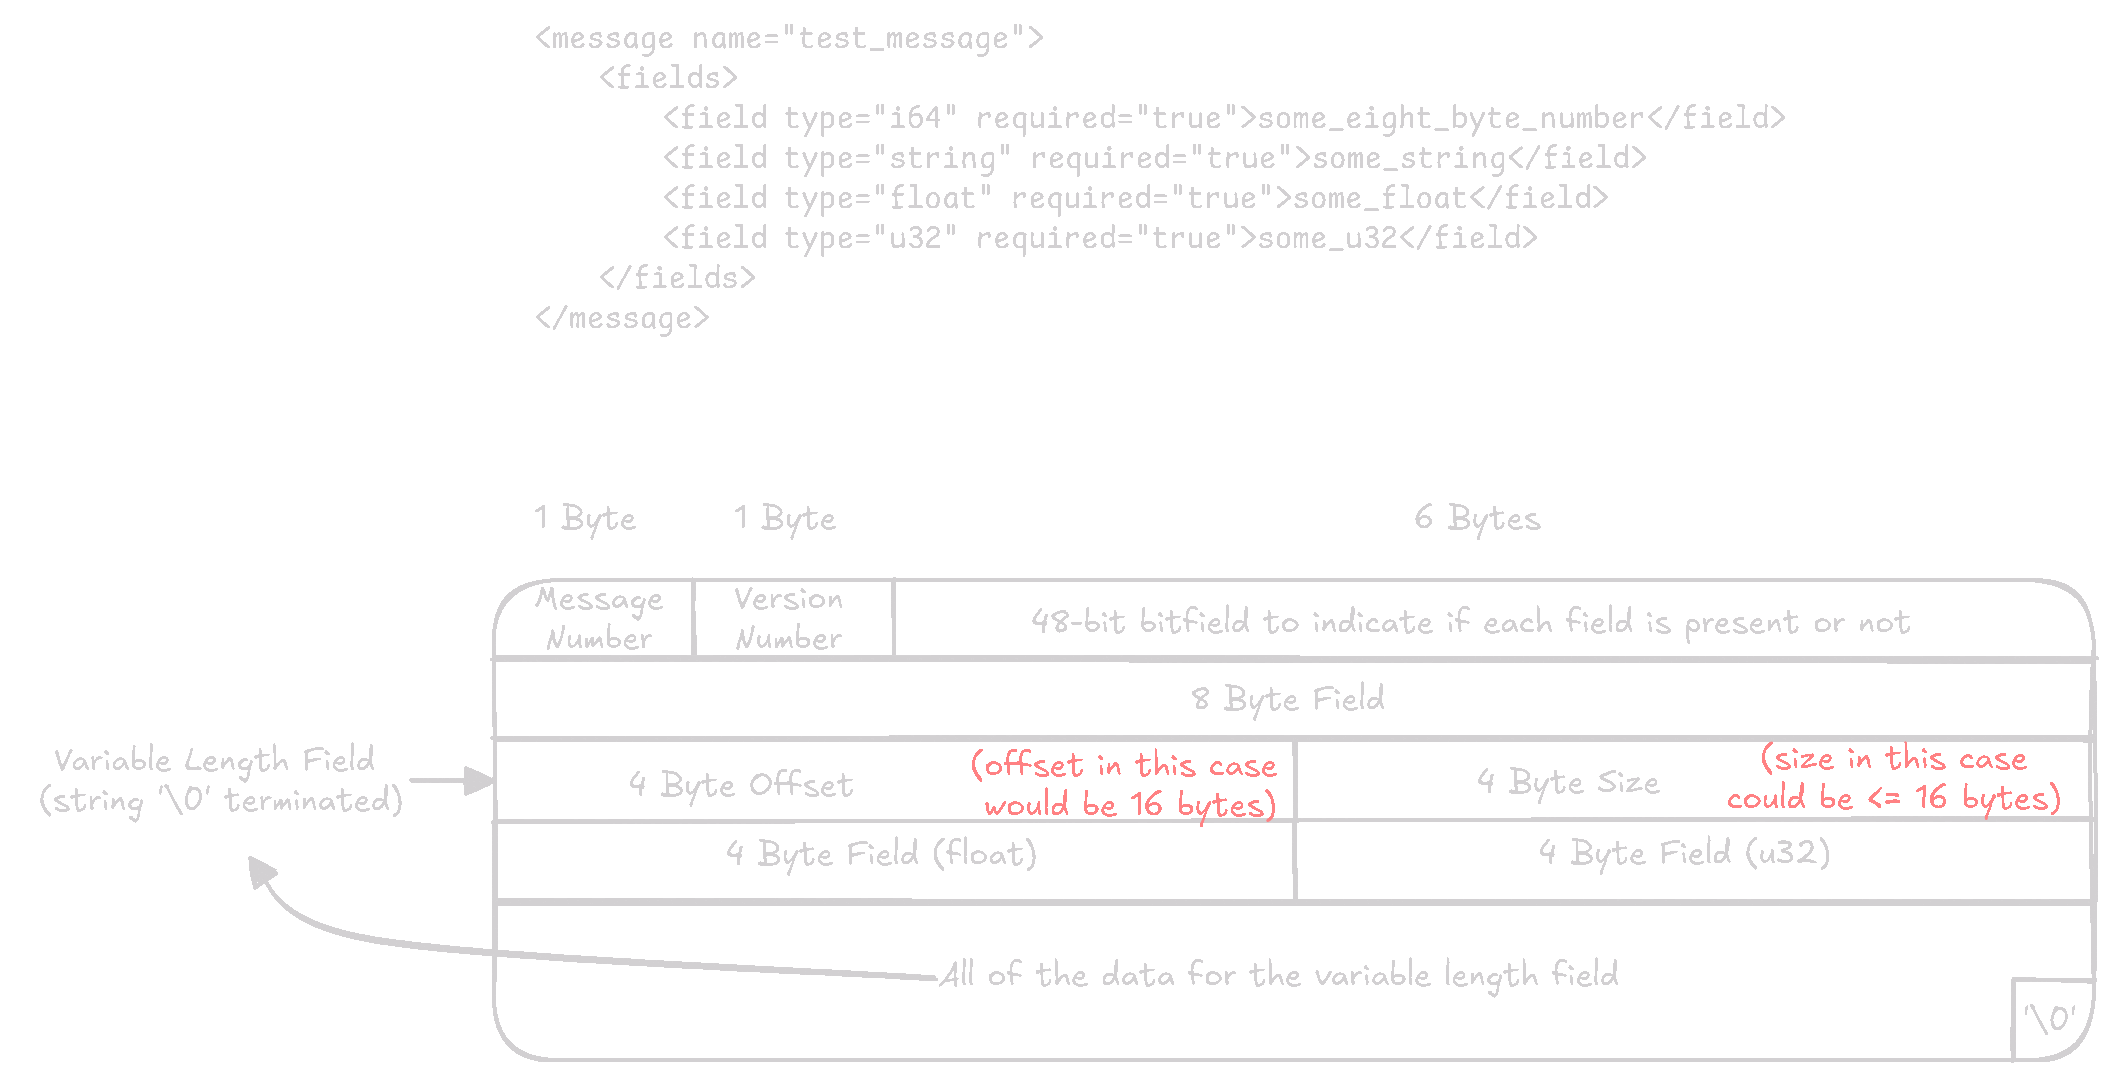 <message name="test_message">
<fields>
<field type="i64" required="true">some_eight_byte_number</field>
<field type="string" required="true">some_string</field>
<field type="float" required="true">some_float</field>
<field type="u32" required="true">some_u32</field>
</fields>
</message>
1 Byte
1 Byte
6 Bytes
Message
Number
Version
Number
48-bit bitfield to indicate if each field is present or not
8 Byte Field
Variable Length Field
(string '\0' terminated)
4 Byte Offset
(offset in this case
would be 16 bytes)
4 Byte Size
(size in this case
could be <= 16 bytes)
4 Byte Field (float)
4 Byte Field (u32)
All of the data for the variable length field
'\0'